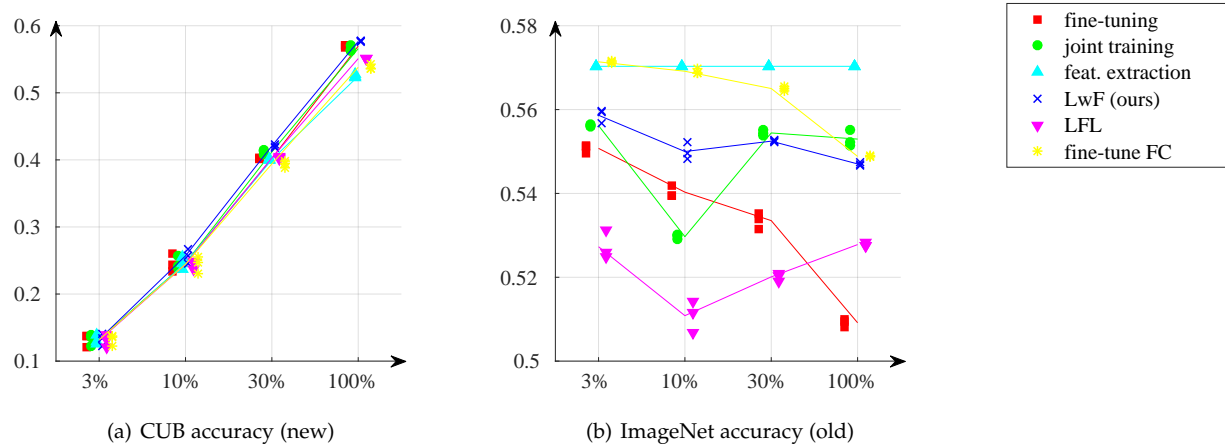 0.6
0.5
0.4
0.3
0.2
0.1
3%
10%
30%
100%
(a) CUB accuracy (new)
0.58
0.56
0.54
0.52
0.5
3%
10%
30%
100%
(b) ImageNet accuracy (old)
fine-tuning
joint training
feat. extraction
LwF (ours)
LFL
fine-tune FC